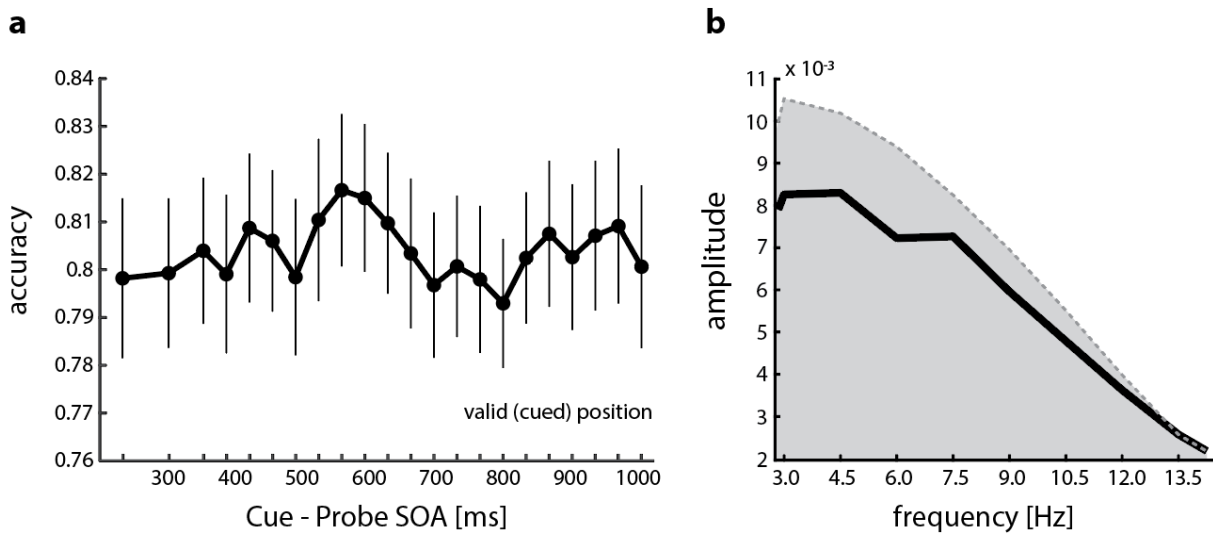 a
0.84
0.83
0.82
0.81
0.8
0.79
0.78
0.77
0.76
accuracy
valid (cued) position
300 400 500 600 700 800 900 1000
Cue - Probe SOA [ms]
b
x 10⁻³
11
10
9
8
7
6
5
4
3
2
amplitude
3.0 4.5 6.0 7.5 9.0 10.5 12.0 13.5
frequency [Hz]